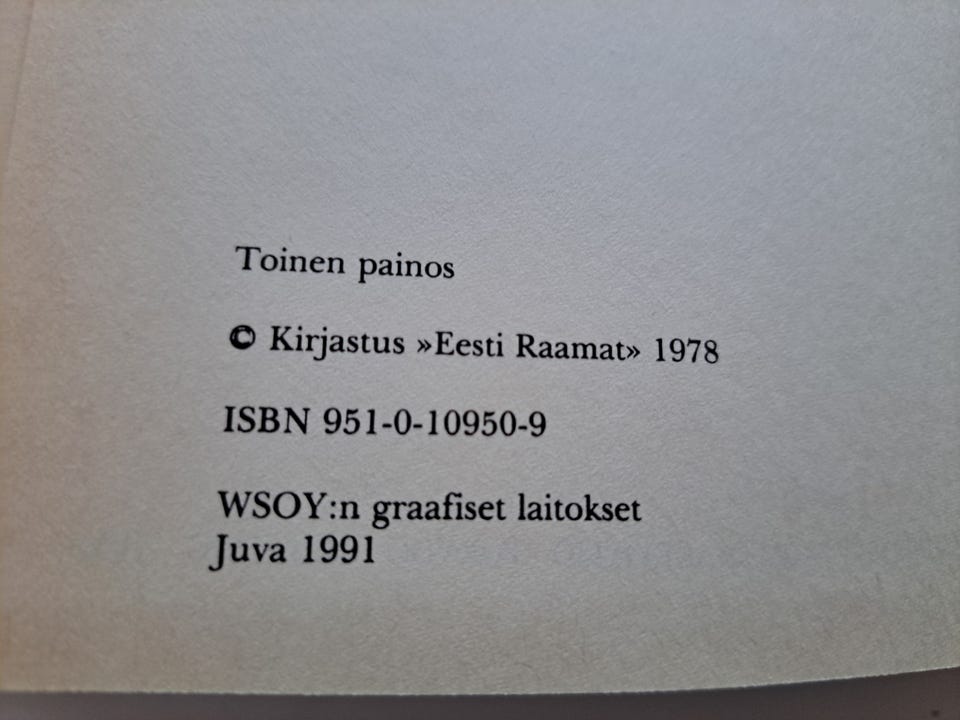 Toinen painos
© Kirjastus »Eesti Raamat» 1978
ISBN 951-0-10950-9
WSOY:n graafiset laitokset
Juva 1991